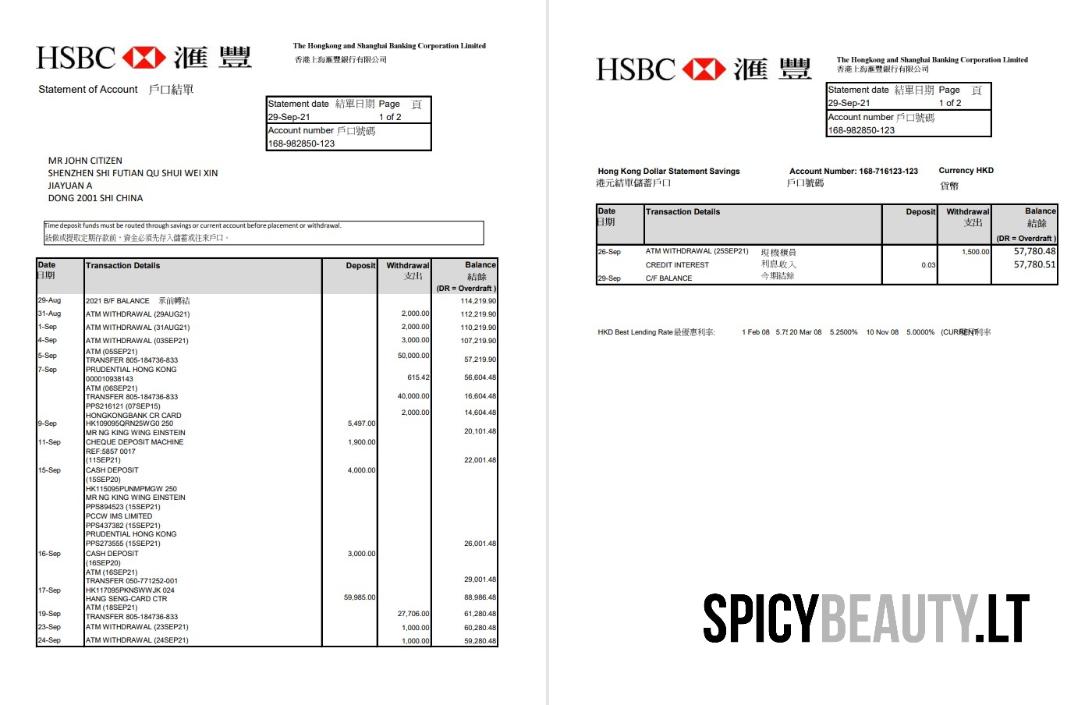 HSBC 滙豐
The Hongkong and Shanghai Banking Corporation Limited
香港上海滙豐銀行有限公司
Statement of Account 戶口結單
Statement date 結單日期 Page 頁
29-Sep-21 1 of 2
Account number 戶口號碼
168-982850-123
MR JOHN CITIZEN
SHENZHEN SHI FUTIAN QU SHUI WEI XIN
JIAYUAN A
DONG 2001 SHI CHINA
Time deposit funds must be routed through savings or current account before placement or withdrawal.
敍做或提取定期存款前，資金必須先存入儲蓄或往來戶口。
Date Transaction Details Deposit Withdrawal Balance
日期 支出 結餘
(DR = Overdraft )
29-Aug 2021 B/F BALANCE 承前轉結 114,219.90
31-Aug ATM WITHDRAWAL (29AUG21) 2,000.00 112,219.90
1-Sep ATM WITHDRAWAL (31AUG21) 2,000.00 110,219.90
4-Sep ATM WITHDRAWAL (03SEP21) 3,000.00 107,219.90
5-Sep ATM (05SEP21) 50,000.00
TRANSFER 805-184736-833 57,219.90
7-Sep PRUDENTIAL HONG KONG
000010938143 615.42 56,604.48
ATM (06SEP21)
TRANSFER 805-184736-833 40,000.00 16,604.48
PPS216121 (07SEP15)
HONGKONGBANK CR CARD 2,000.00 14,604.48
9-Sep HK109095QRN25WG0 250 5,497.00
MR NG KING WING EINSTEIN 20,101.48
11-Sep CHEQUE DEPOSIT MACHINE 1,900.00
REF:5857 0017
(11SEP21) 22,001.48
15-Sep CASH DEPOSIT 4,000.00
(15SEP20)
HK115095PUNMPMGW 250
MR NG KING WING EINSTEIN
PPS894523 (15SEP21)
PCCW IMS LIMITED
PPS437382 (15SEP21)
PRUDENTIAL HONG KONG
PPS273555 (15SEP21) 26,001.48
16-Sep CASH DEPOSIT 3,000.00
(16SEP20)
ATM (16SEP21)
TRANSFER 050-771252-001 29,001.48
17-Sep HK117095PKNSWWJK 024
HANG SENG-CARD CTR 59,985.00 88,986.48
ATM (18SEP21)
19-Sep TRANSFER 805-184736-833 27,706.00 61,280.48
23-Sep ATM WITHDRAWAL (23SEP21) 1,000.00 60,280.48
24-Sep ATM WITHDRAWAL (24SEP21) 1,000.00 59,280.48
HSBC 滙豐
The Hongkong and Shanghai Banking Corporation Limited
香港上海滙豐銀行有限公司
Statement date 結單日期 Page 頁
29-Sep-21 1 of 2
Account number 戶口號碼
168-982850-123
Hong Kong Dollar Statement Savings Account Number: 168-716123-123 Currency HKD
港元結單儲蓄戶口 戶口號碼 貨幣
Date Transaction Details Deposit Withdrawal Balance
日期 支出 結餘
(DR = Overdraft )
26-Sep ATM WITHDRAWAL (25SEP21) 現機櫃員 1,500.00 57,780.48
CREDIT INTEREST 利息收入 0.03 57,780.51
29-Sep C/F BALANCE 今期結餘
HKD Best Lending Rate最優惠利率: 1 Feb 08 20 Mar 08 5.2500% 10 Nov 08 5.0000%
SPICYBEAUTY.LT